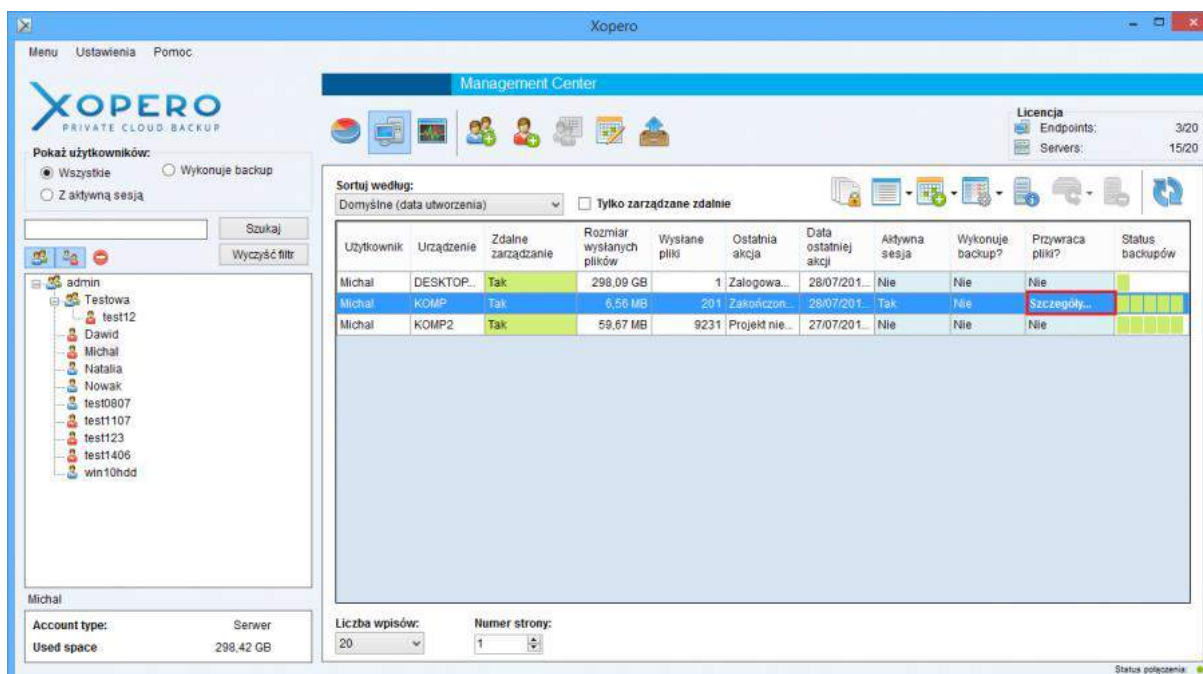 Xopero
Menu Ustawienia Pomoc
XOPERO
PRIVATE CLOUD BACKUP
Management Center
Licencja
Endpoints: 3/20
Servers: 15/20
Pokaż użytkowników:
Wszystkie Wykonuje backup
Z aktywną sesją
Szukaj
Wyczyść filtr
admin
Testowa
test12
Dawid
Michal
Natalia
Nowak
test0807
test1107
test123
test1406
win10hdd
Michal
Account type: Serwer
Used space 298,42 GB
Sortuj według:
Domyślne (data utworzenia) Tylko zarządzane zdalnie
Użytkownik Urządzenie Zdalne zarządzanie Rozmiar wysłanych plików Wysłane pliki Ostatnia akcja Data ostatniej akcji Aktywna sesja Wykonuje backup? Przywraca pliki? Status backupów
Michal DESKTOP... Tak 298,09 GB 1 Zalogowa... 28/07/201... Nie Nie Nie
Michal KOMP Tak 6,56 MB 201 Zakończon... 28/07/201... Tak Nie Szczegóły...
Michal KOMP2 Tak 59,67 MB 9231 Projekt nie... 27/07/201... Nie Nie Nie
Liczba wpisów: Numer strony:
20 1
Status połączenia: